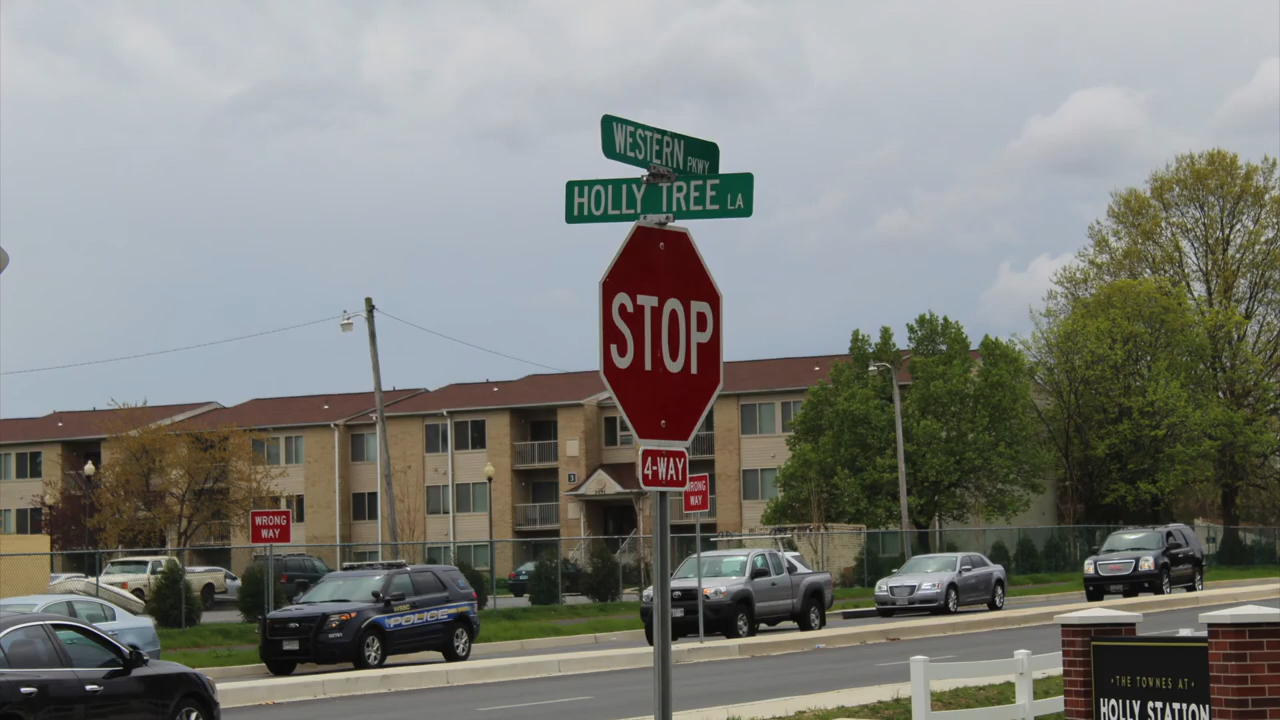 WESTERN PKWY
HOLLY TREE LA
STOP
4-WAY
WRONG
WAY
WRONG
WAY
POLICE
THE TOWNES AT
HOLLY STATION